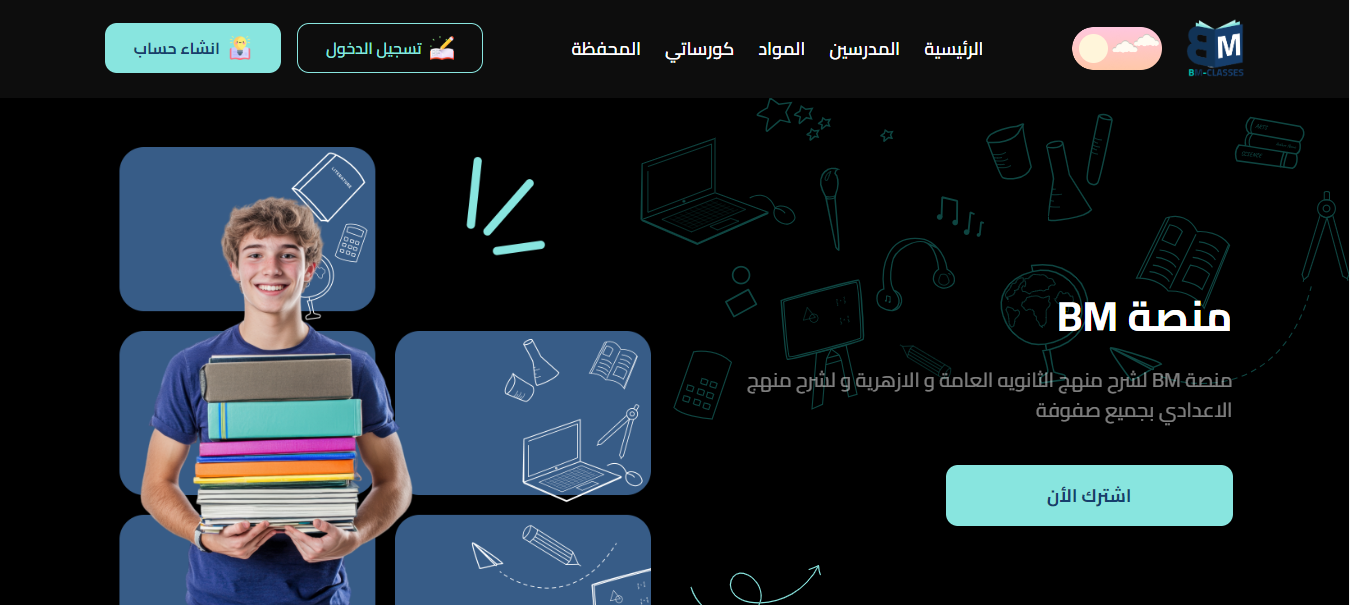 BM
BM-CLASSES
الرئيسية
المدرسين
المواد
كورساتي
المحفظة
تسجيل الدخول
انشاء حساب
LITERATURE
منصة BM
منصة BM لشرح منهج الثانويه العامة و الازهرية و لشرح منهج
الاعدادي بجميع صفوفة
اشترك الأن